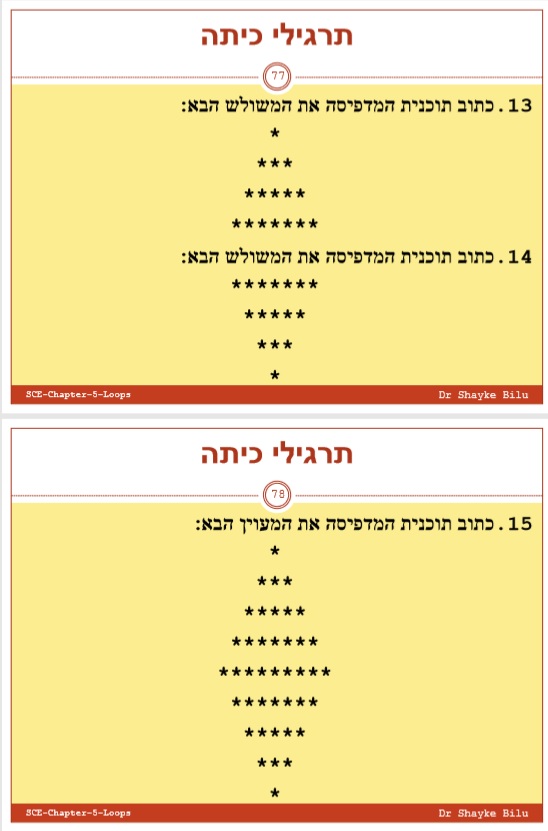 תרגילי כיתה
77
13. כתוב תוכנית המדפיסה את המשולש הבא:
*
***
*****
*******
14. כתוב תוכנית המדפיסה את המשולש הבא:
*******
*****
***
*
SCE-Chapter-5-Loops
Dr Shayke Bilu
תרגילי כיתה
78
15. כתוב תוכנית המדפיסה את המעוין הבא:
*
***
*****
*******
*********
*******
*****
***
*
SCE-Chapter-5-Loops
Dr Shayke Bilu